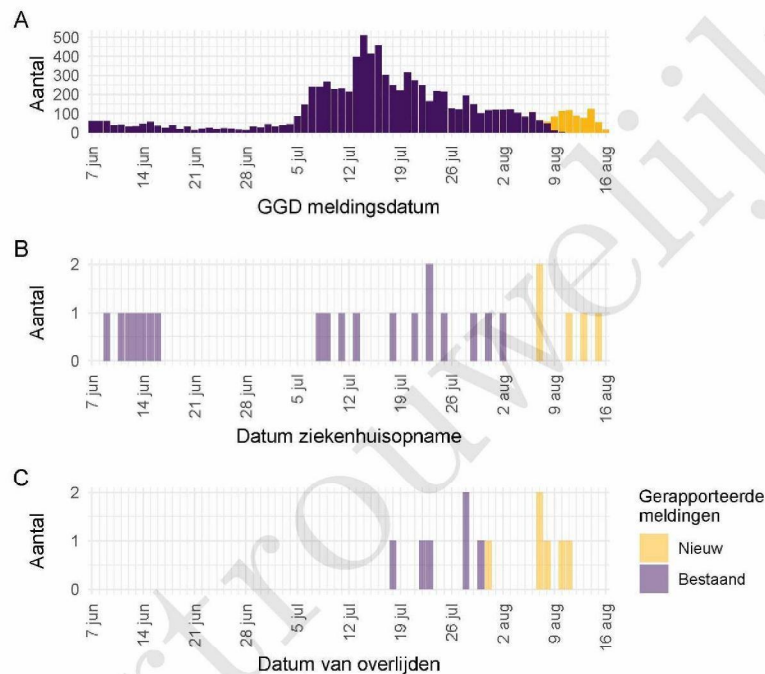 A
Aantal
500
400
300
200
100
0
7 jun
14 jun
21 jun
28 jun
5 jul
12 jul
19 jul
26 jul
2 aug
9 aug
16 aug
GGD meldingsdatum
B
Aantal
2
1
0
7 jun
14 jun
21 jun
28 jun
5 jul
12 jul
19 jul
26 jul
2 aug
9 aug
16 aug
Datum ziekenhuisopname
C
Aantal
2
1
0
7 jun
14 jun
21 jun
28 jun
5 jul
12 jul
19 jul
26 jul
2 aug
9 aug
16 aug
Datum van overlijden
Gerapporteerde
meldingen
Nieuw
Bestaand
rtrouwelijk